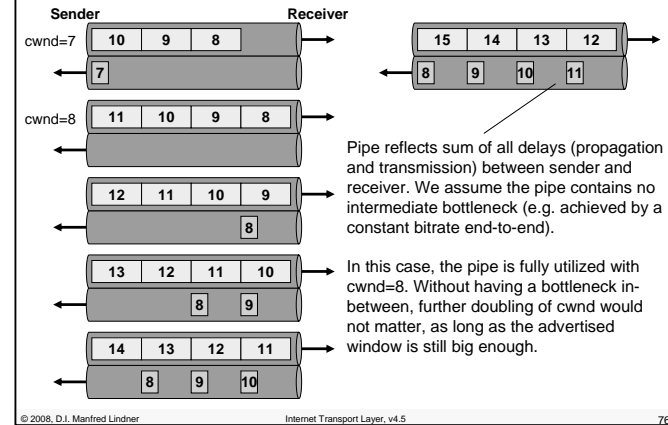 Sender Receiver
cwnd=7 10 9 8
7
cwnd=8 11 10 9 8
12 11 10 9
8
13 12 11 10
8 9
14 13 12 11
8 9 10
15 14 13 12
8 9 10 11
Pipe reflects sum of all delays (propagation
and transmission) between sender and
receiver. We assume the pipe contains no
intermediate bottleneck (e.g. achieved by a
constant bitrate end-to-end).
In this case, the pipe is fully utilized with
cwnd=8. Without having a bottleneck in-
between, further doubling of cwnd would
not matter, as long as the advertised
window is still big enough.
© 2008, D.I. Manfred Lindner Internet Transport Layer, v4.5 76